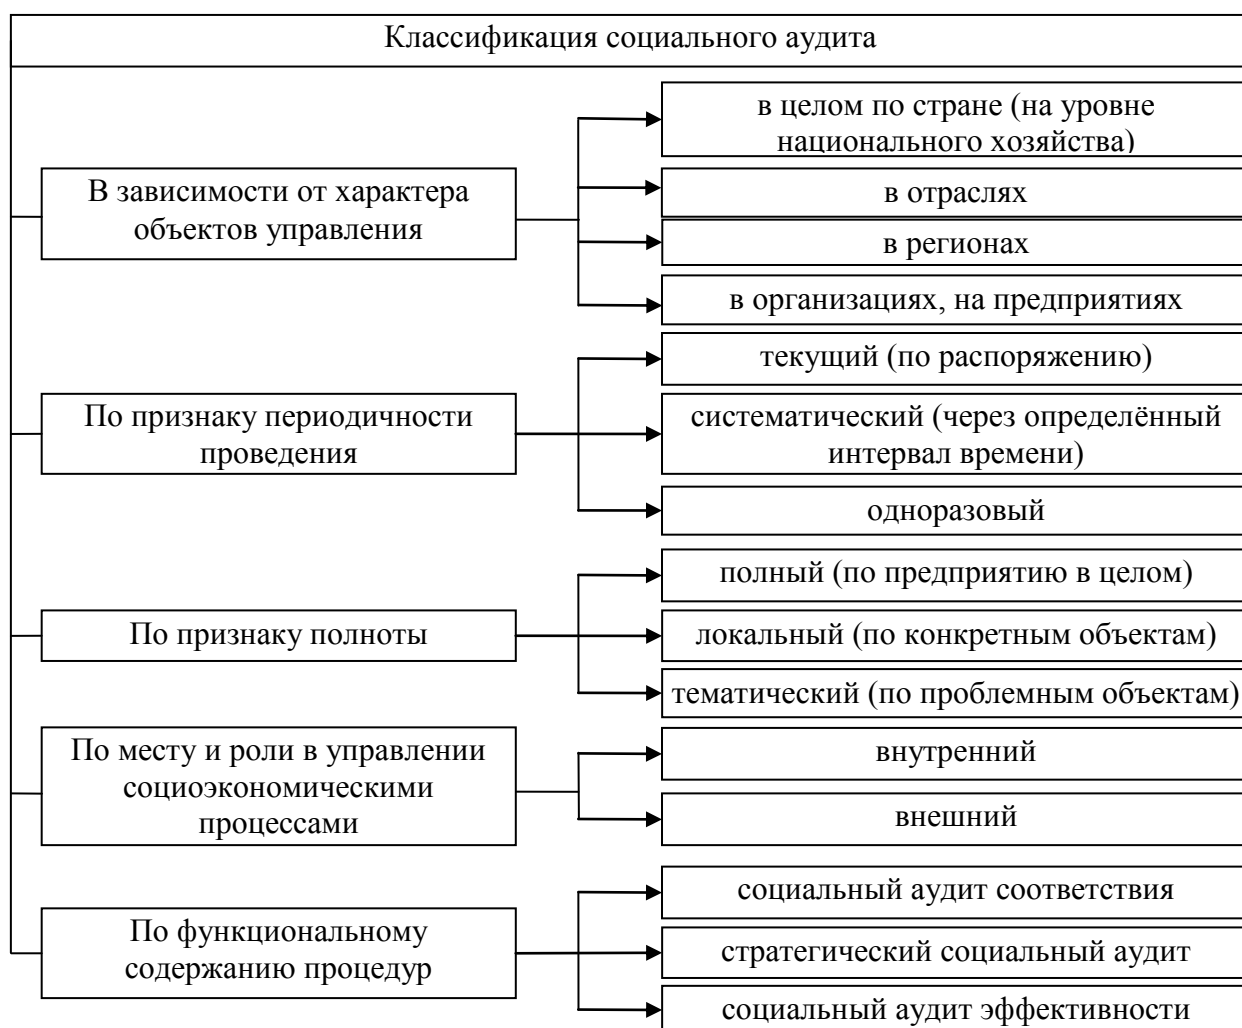 Классификация социального аудита
В зависимости от характера
объектов управления
в целом по стране (на уровне
национального хозяйства)
в отраслях
в регионах
в организациях, на предприятиях
По признаку периодичности
проведения
текущий (по распоряжению)
систематический (через определённый
интервал времени)
одноразовый
По признаку полноты
полный (по предприятию в целом)
локальный (по конкретным объектам)
тематический (по проблемным объектам)
По месту и роли в управлении
социоэкономическими
процессами
внутренний
внешний
По функциональному
содержанию процедур
социальный аудит соответствия
стратегический социальный аудит
социальный аудит эффективности